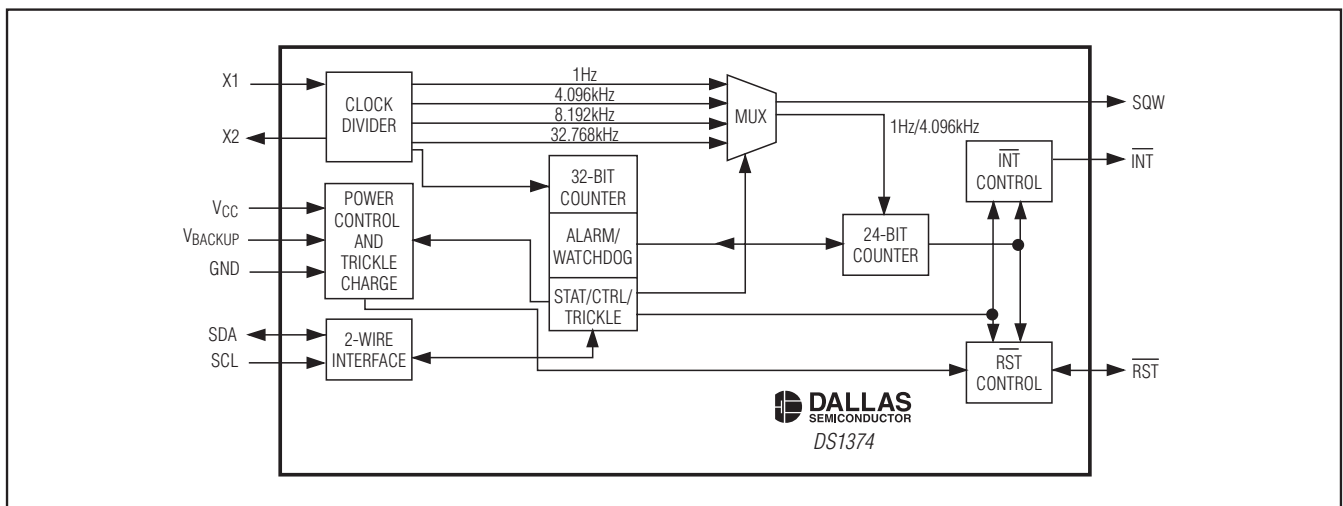 X1
X2
VCC
VBACKUP
GND
SDA
SCL
CLOCK
DIVIDER
POWER
CONTROL
AND
TRICKLE
CHARGE
2-WIRE
INTERFACE
1Hz
4.096kHz
8.192kHz
32.768kHz
32-BIT
COUNTER
ALARM/
WATCHDOG
STAT/CTRL/
TRICKLE
MUX
1Hz/4.096kHz
24-BIT
COUNTER
INT
CONTROL
RST
CONTROL
SQW
INT
RST
DALLAS
SEMICONDUCTOR
DS1374